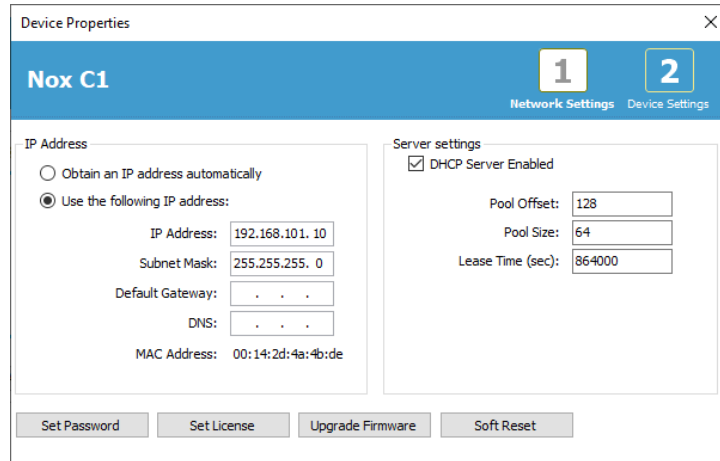 Device Properties
Nox C1
1
Network Settings
2
Device Settings
IP Address
Obtain an IP address automatically
Use the following IP address:
IP Address: 192.168.101. 10
Subnet Mask: 255.255.255. 0
Default Gateway: . . .
DNS: . . .
MAC Address: 00:14:2d:4a:4b:de
Server settings
DHCP Server Enabled
Pool Offset: 128
Pool Size: 64
Lease Time (sec): 864000
Set Password
Set License
Upgrade Firmware
Soft Reset